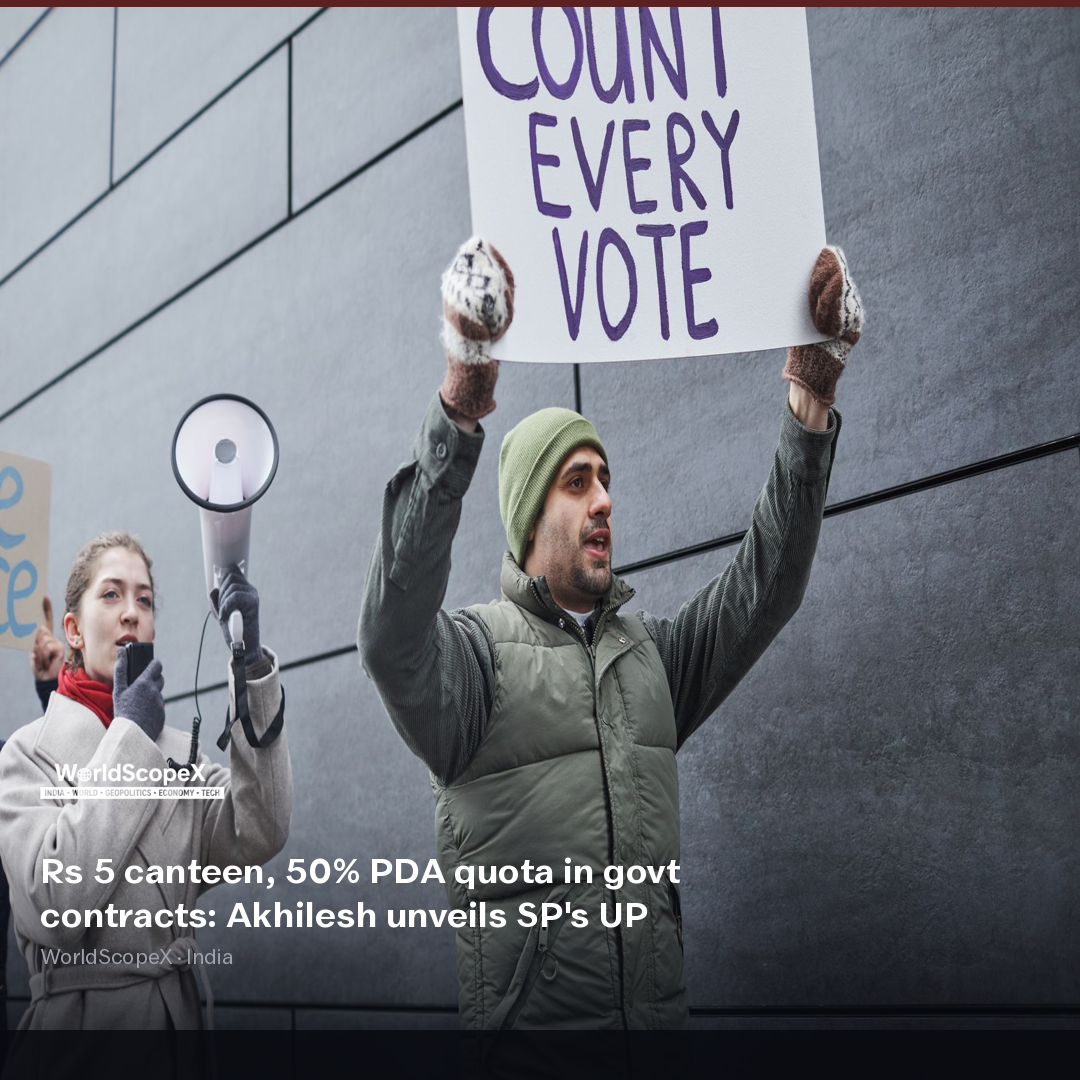 COUNT
EVERY
VOTE
WorldScopeX
INDIA • WORLD • GEOPOLITICS • ECONOMY • TECH
Rs 5 canteen, 50% PDA quota in govt
contracts: Akhilesh unveils SP's UP
WorldScopeX · India